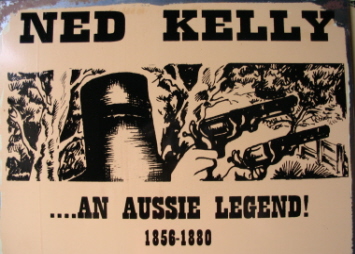 NED KELLY
....AN AUSSIE LEGEND!
1856-1880